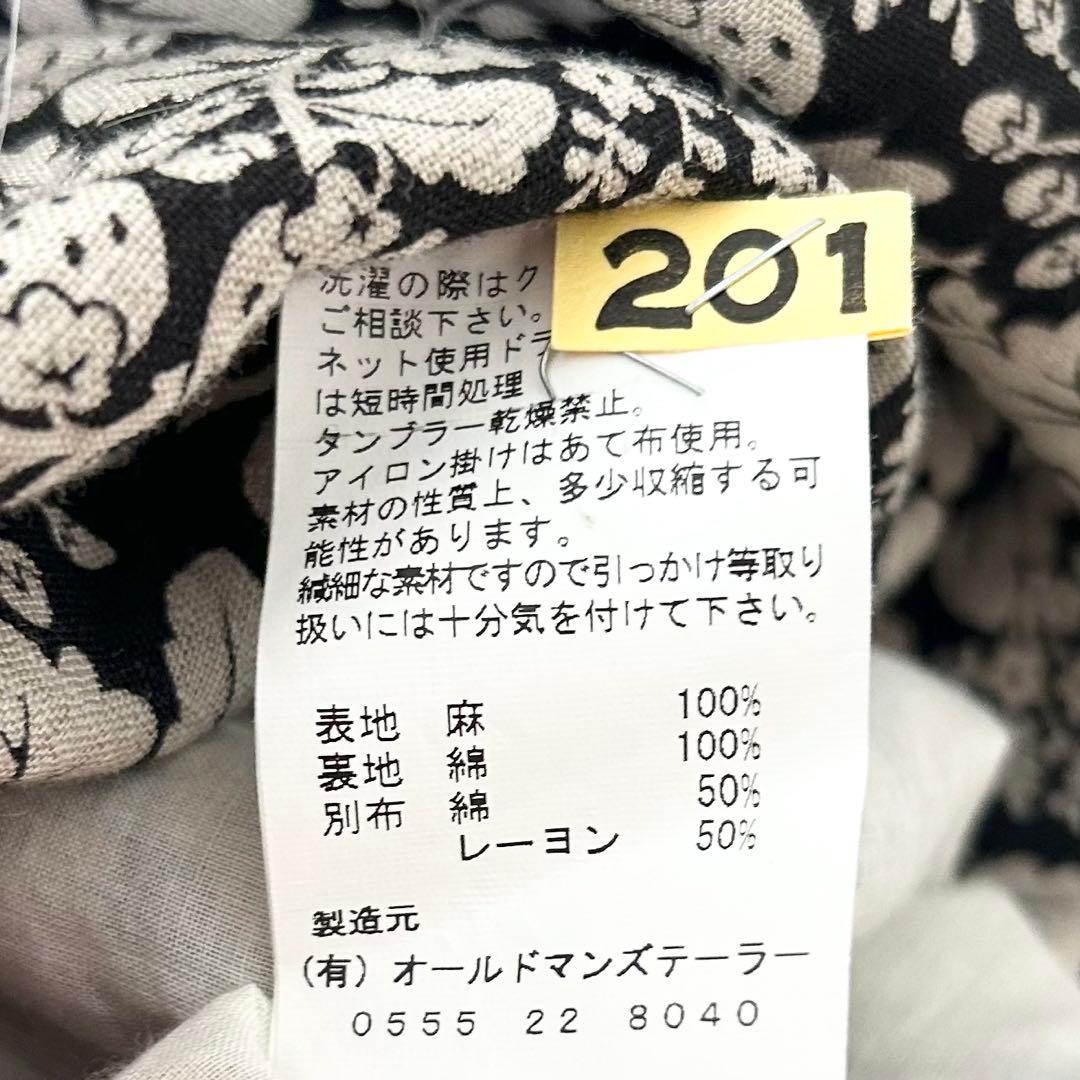 201
洗濯の際はク
ご相談下さい。
ネット使用ドラ
は短時間処理
タンブラー乾燥禁止。
アイロン掛けはあて布使用。
素材の性質上、多少収縮する可
能性があります。
繊細な素材ですので引っかけ等取り
扱いには十分気を付けて下さい。
表地 麻 100%
裏地 綿 100%
別布 綿 50%
レーヨン 50%
製造元
(有) オールドマンズテーラー
0555 22 8040